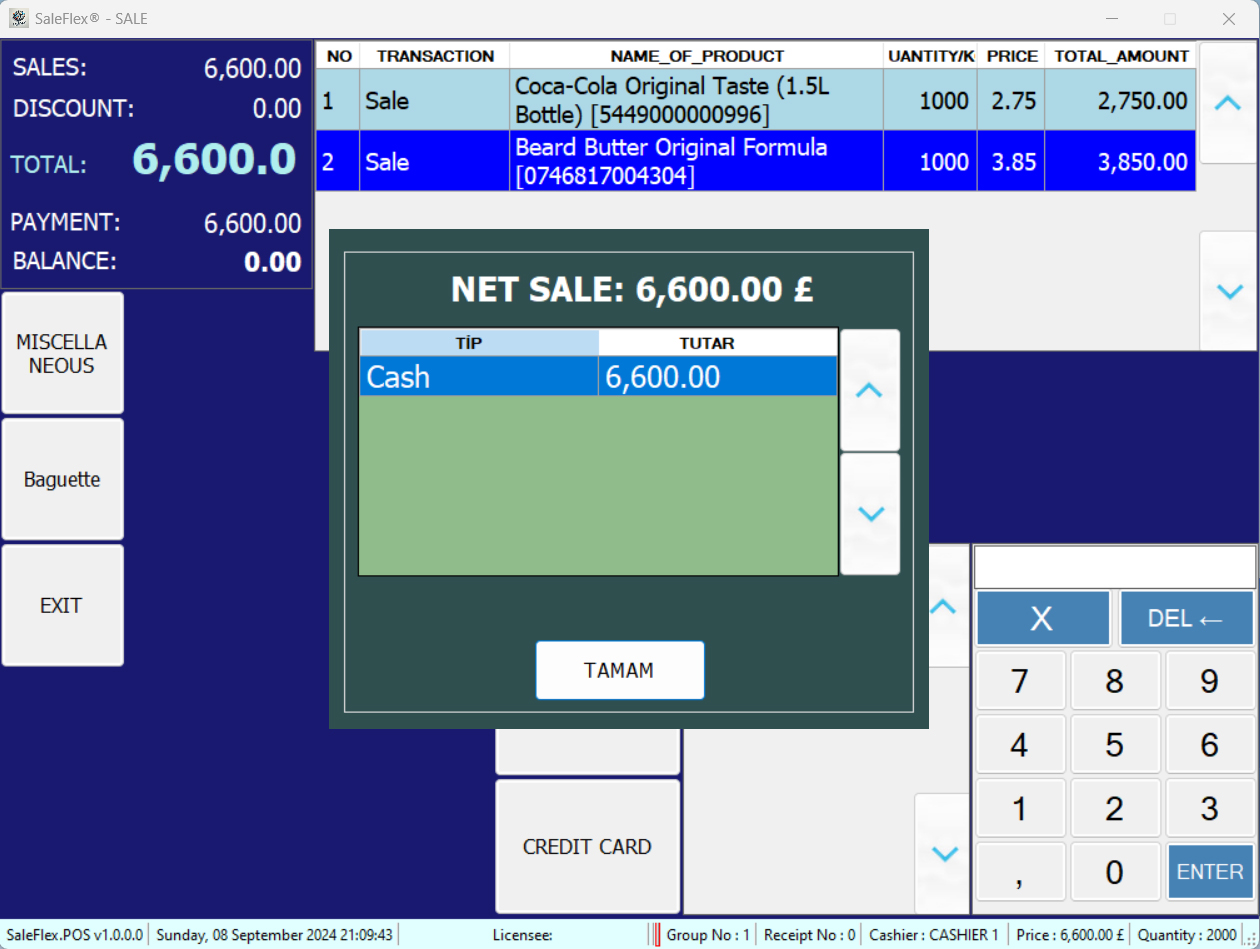 SaleFlex® - SALE
SALES: 6,600.00
DISCOUNT: 0.00
TOTAL: 6,600.0
PAYMENT: 6,600.00
BALANCE: 0.00
NO TRANSACTION NAME_OF_PRODUCT UANTITY/K PRICE TOTAL_AMOUNT
1 Sale Coca-Cola Original Taste (1.5L 1000 2.75 2,750.00
Bottle) [5449000000996]
2 Sale Beard Butter Original Formula 1000 3.85 3,850.00
[0746817004304]
MISCELLA
NEOUS
Baguette
EXIT
NET SALE: 6,600.00 £
TİP TUTAR
Cash 6,600.00
TAMAM
CREDIT CARD
X DEL ←
7 8 9
4 5 6
1 2 3
, 0 ENTER
SaleFlex.POS v1.0.0.0 Sunday, 08 September 2024 21:09:43 Licensee: Group No : 1 Receipt No : 0 Cashier : CASHIER 1 Price : 6,600.00 £ Quantity : 2000